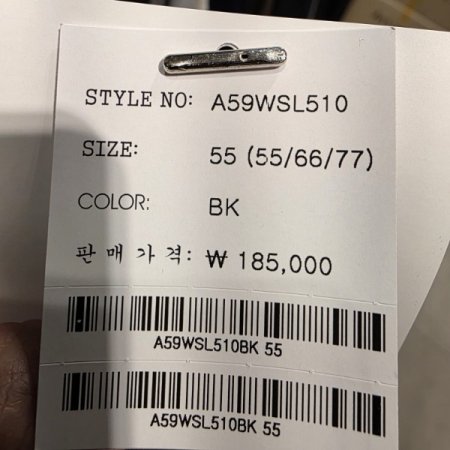 STYLE NO: A59WSL510
SIZE: 55 (55/66/77)
COLOR: BK
판매가격: ₩ 185,000
A59WSL510BK 55
A59WSL510BK 55